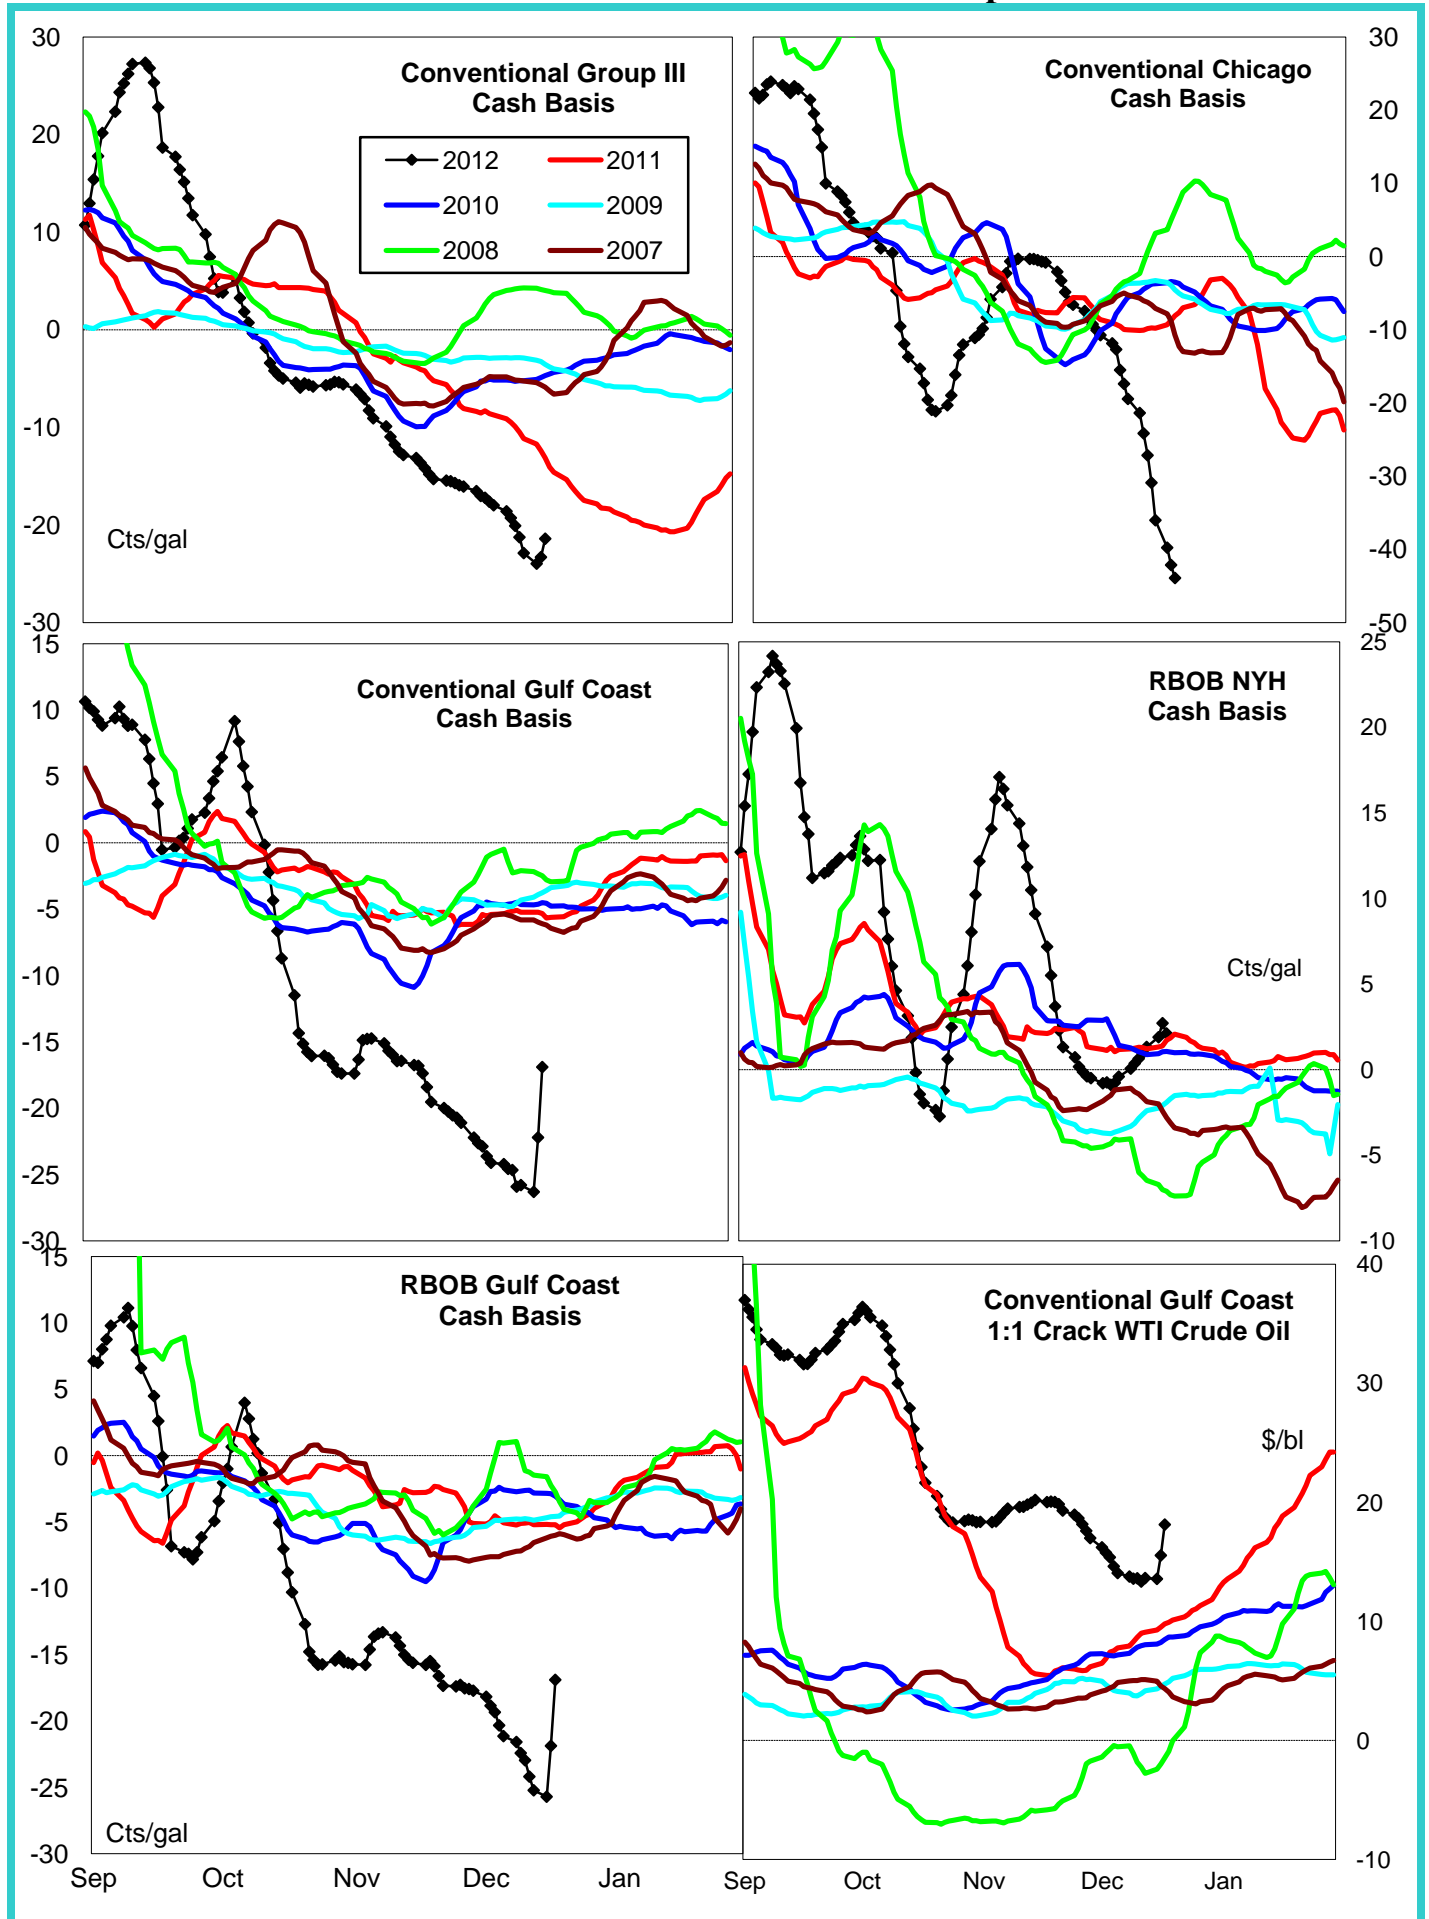 Conventional Group III
Cash Basis
2012
2011
2010
2009
2008
2007
30
20
10
0
-10
-20
-30
Cts/gal
Conventional Chicago
Cash Basis
30
20
10
0
-10
-20
-30
-40
-50
Conventional Gulf Coast
Cash Basis
15
10
5
0
-5
-10
-15
-20
-25
-30
RBOB NYH
Cash Basis
25
20
15
10
5
0
-5
-10
Cts/gal
RBOB Gulf Coast
Cash Basis
15
10
5
0
-5
-10
-15
-20
-25
-30
Cts/gal
Sep
Oct
Nov
Dec
Jan
Conventional Gulf Coast
1:1 Crack WTI Crude Oil
40
30
20
10
0
-10
$/bl
Sep
Oct
Nov
Dec
Jan